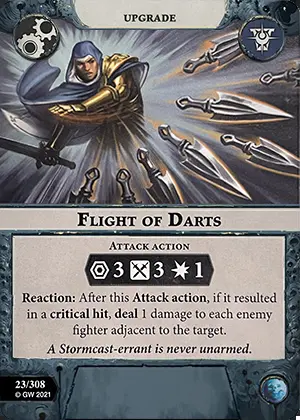 UPGRADE
FLIGHT OF DARTS
ATTACK ACTION
3 3 1
Reaction: After this Attack action, if it resulted
in a critical hit, deal 1 damage to each enemy
fighter adjacent to the target.
A Stormcast-errant is never unarmed.
23/308
© GW 2021